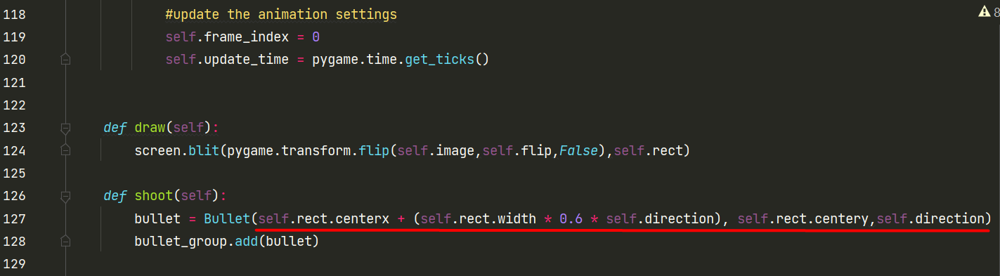 118 #update the animation settings
119 self.frame_index = 0
120 self.update_time = pygame.time.get_ticks()
121
122
123 def draw(self):
124 screen.blit(pygame.transform.flip(self.image,self.flip,False),self.rect)
125
126 def shoot(self):
127 bullet = Bullet(self.rect.centerx + (self.rect.width * 0.6 * self.direction), self.rect.centery,self.direction)
128 bullet_group.add(bullet)
129
8